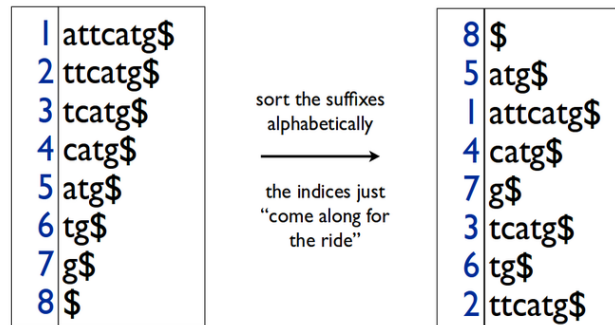 1 attcatg$
2 ttcatg$
3 tcatg$
4 catg$
5 atg$
6 tg$
7 g$
8 $
sort the suffixes
alphabetically
the indices just
“come along for
the ride”
8 $
5 atg$
1 attcatg$
4 catg$
7 g$
3 tcatg$
6 tg$
2 ttcatg$